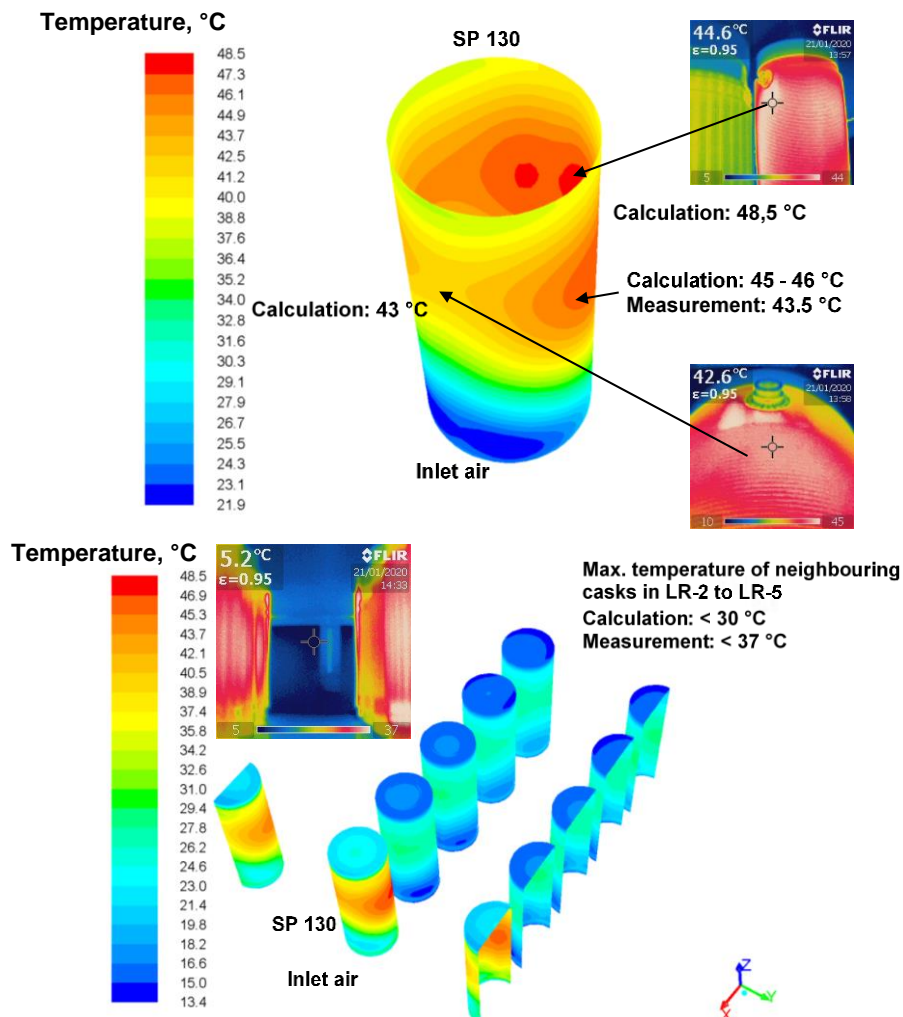 Temperature, °C
48.5
47.3
46.1
44.9
43.7
42.5
41.2
40.0
38.8
37.6
36.4
35.2
34.0
32.8
31.6
30.3
29.1
27.9
26.7
25.5
24.3
23.1
21.9
SP 130
44.6°C
ε=0.95
FLIR
21/01/2020
13:57
5
44
Calculation: 48,5 °C
Calculation: 45 - 46 °C
Measurement: 43.5 °C
Calculation: 43 °C
42.6°C
ε=0.95
FLIR
21/01/2020
13:58
10
45
Inlet air
Temperature, °C
48.5
46.9
45.3
43.7
42.1
40.5
38.9
37.4
35.8
34.2
32.6
31.0
29.4
27.8
26.2
24.6
23.0
21.4
19.8
18.2
16.6
15.0
13.4
5.2°C
ε=0.95
FLIR
21/01/2020
14:33
5
37
Max. temperature of neighbouring
casks in LR-2 to LR-5
Calculation: < 30 °C
Measurement: < 37 °C
SP 130
Inlet air
Z
Y
X